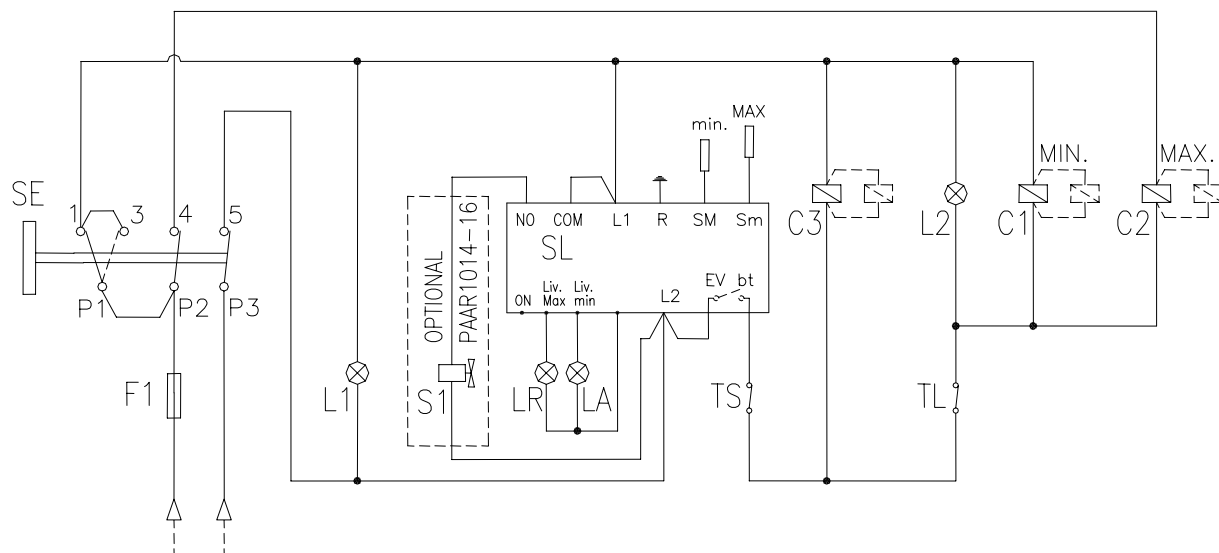 min.
MAX
MIN.
MAX.
SE
1
3
4
5
NO
COM
L1
R
SM
Sm
C3
L2
C1
C2
SL
OPTIONAL
PAAR1014-16
EV
bt
ON
Liv.
Max
Liv.
min
L2
P1
P2
P3
F1
L1
S1
LR
LA
TS
TL